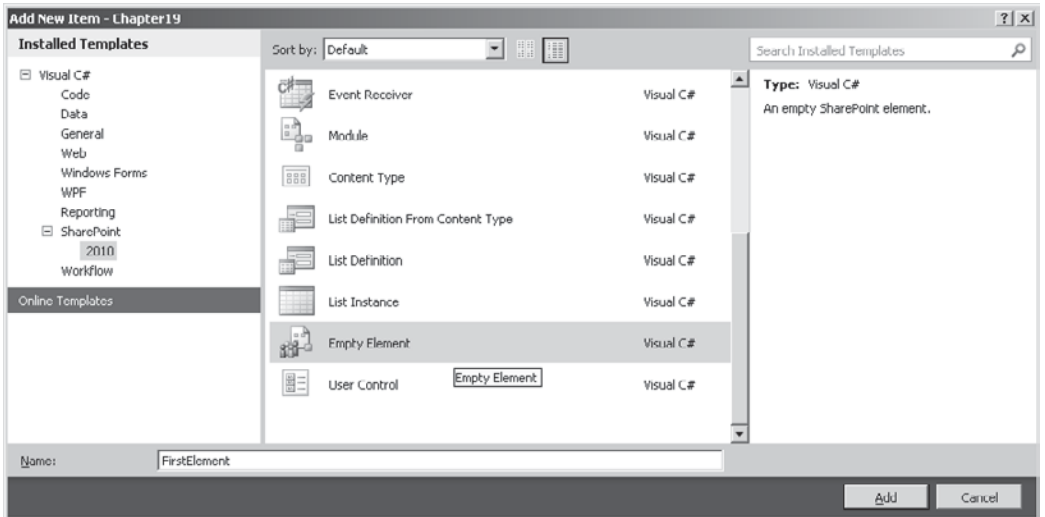 Add New Item - Chapter19
Installed Templates
Visual C#
Code
Data
General
Web
Windows Forms
WPF
Reporting
SharePoint
2010
Workflow
Online Templates
Sort by: Default
Event Receiver Visual C#
Module Visual C#
Content Type Visual C#
List Definition From Content Type Visual C#
List Definition Visual C#
List Instance Visual C#
Empty Element Visual C#
Empty Element
User Control Visual C#
Search Installed Templates
Type: Visual C#
An empty SharePoint element.
Name: FirstElement
Add Cancel